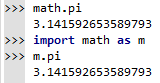 >>> math.pi
3.141592653589793
>>> import math as m
>>> m.pi
3.141592653589793